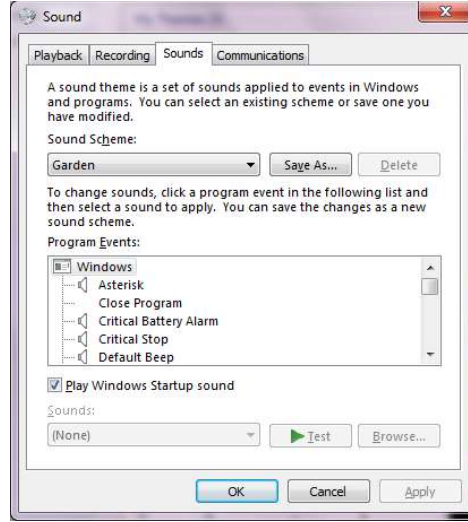 Sound
Playback Recording Sounds Communications
A sound theme is a set of sounds applied to events in Windows
and programs. You can select an existing scheme or save one you
have modified.
Sound Scheme:
Garden Save As... Delete
To change sounds, click a program event in the following list and
then select a sound to apply. You can save the changes as a new
sound scheme.
Program Events:
Windows
Asterisk
Close Program
Critical Battery Alarm
Critical Stop
Default Beep
Play Windows Startup sound
Sounds:
(None) Test Browse...
OK Cancel Apply